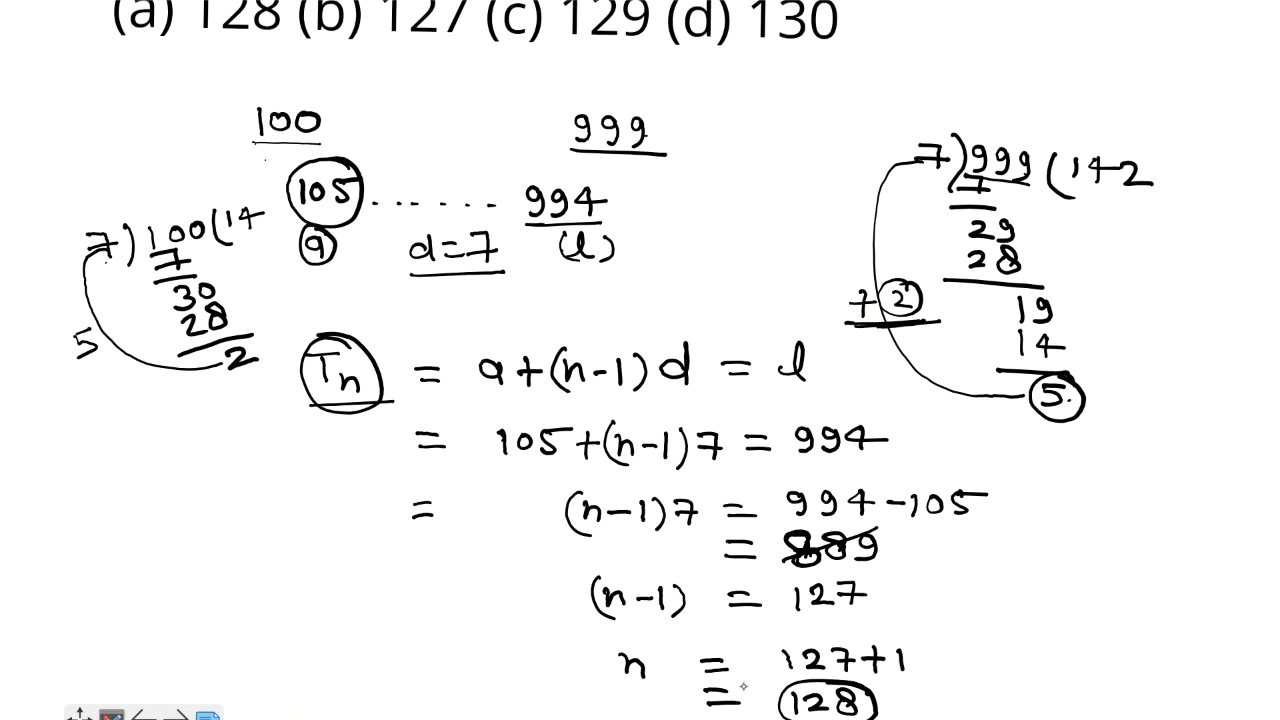 (a) 128 (b) 127 (c) 129 (d) 130
100
999
105 ...... 994
(a)
d=7
(l)
7)100(14
7
30
28
2
5
7)999(142
7
29
28
19
14
5
7 2
Tn = a+(n-1)d = l
= 105+(n-1)7 = 994
= (n-1)7 = 994-105
= 889
(n-1) = 127
n = 127+1
= 128